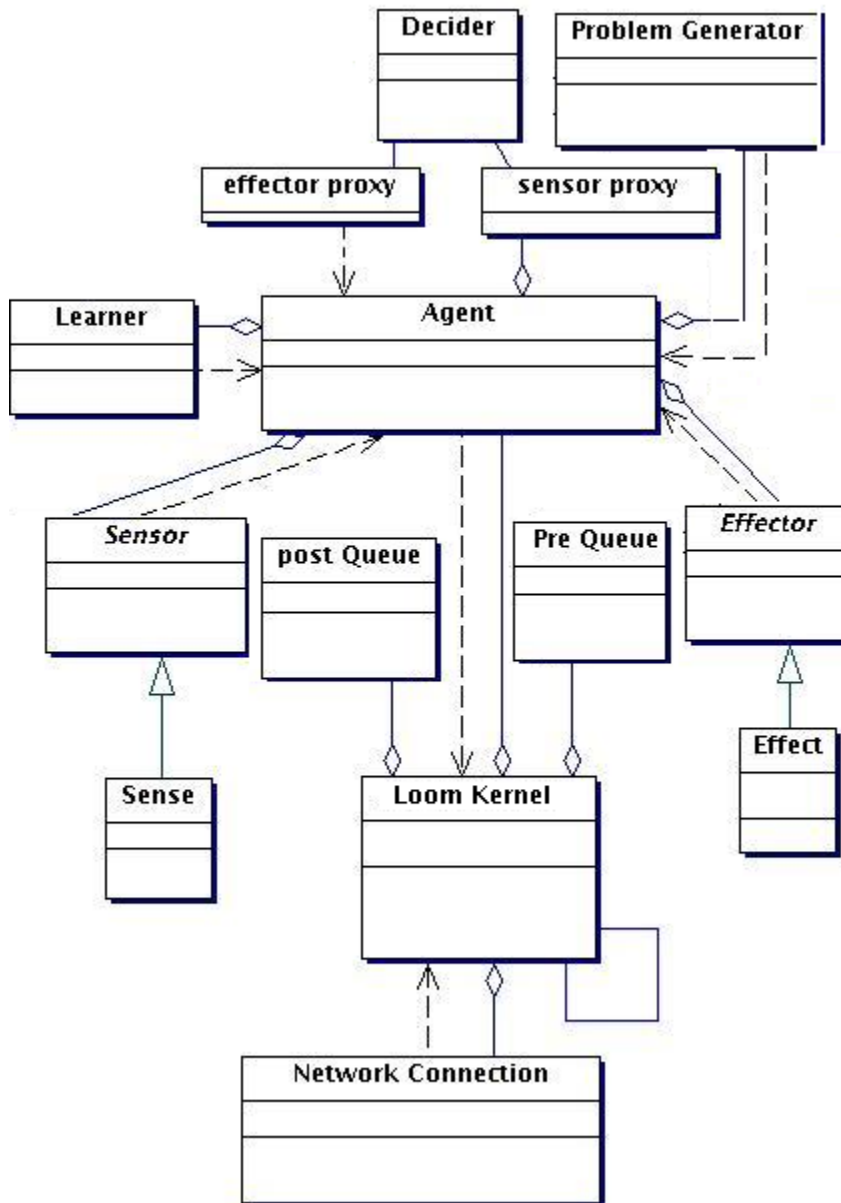 Decider
Problem Generator
effector proxy
sensor proxy
Learner
Agent
Sensor
post Queue
Pre Queue
Effector
Sense
Loom Kernel
Effect
Network Connection